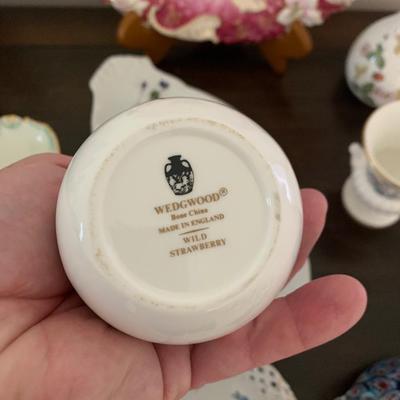 WEDGWOOD®
Bone China
MADE IN ENGLAND
WILD
STRAWBERRY